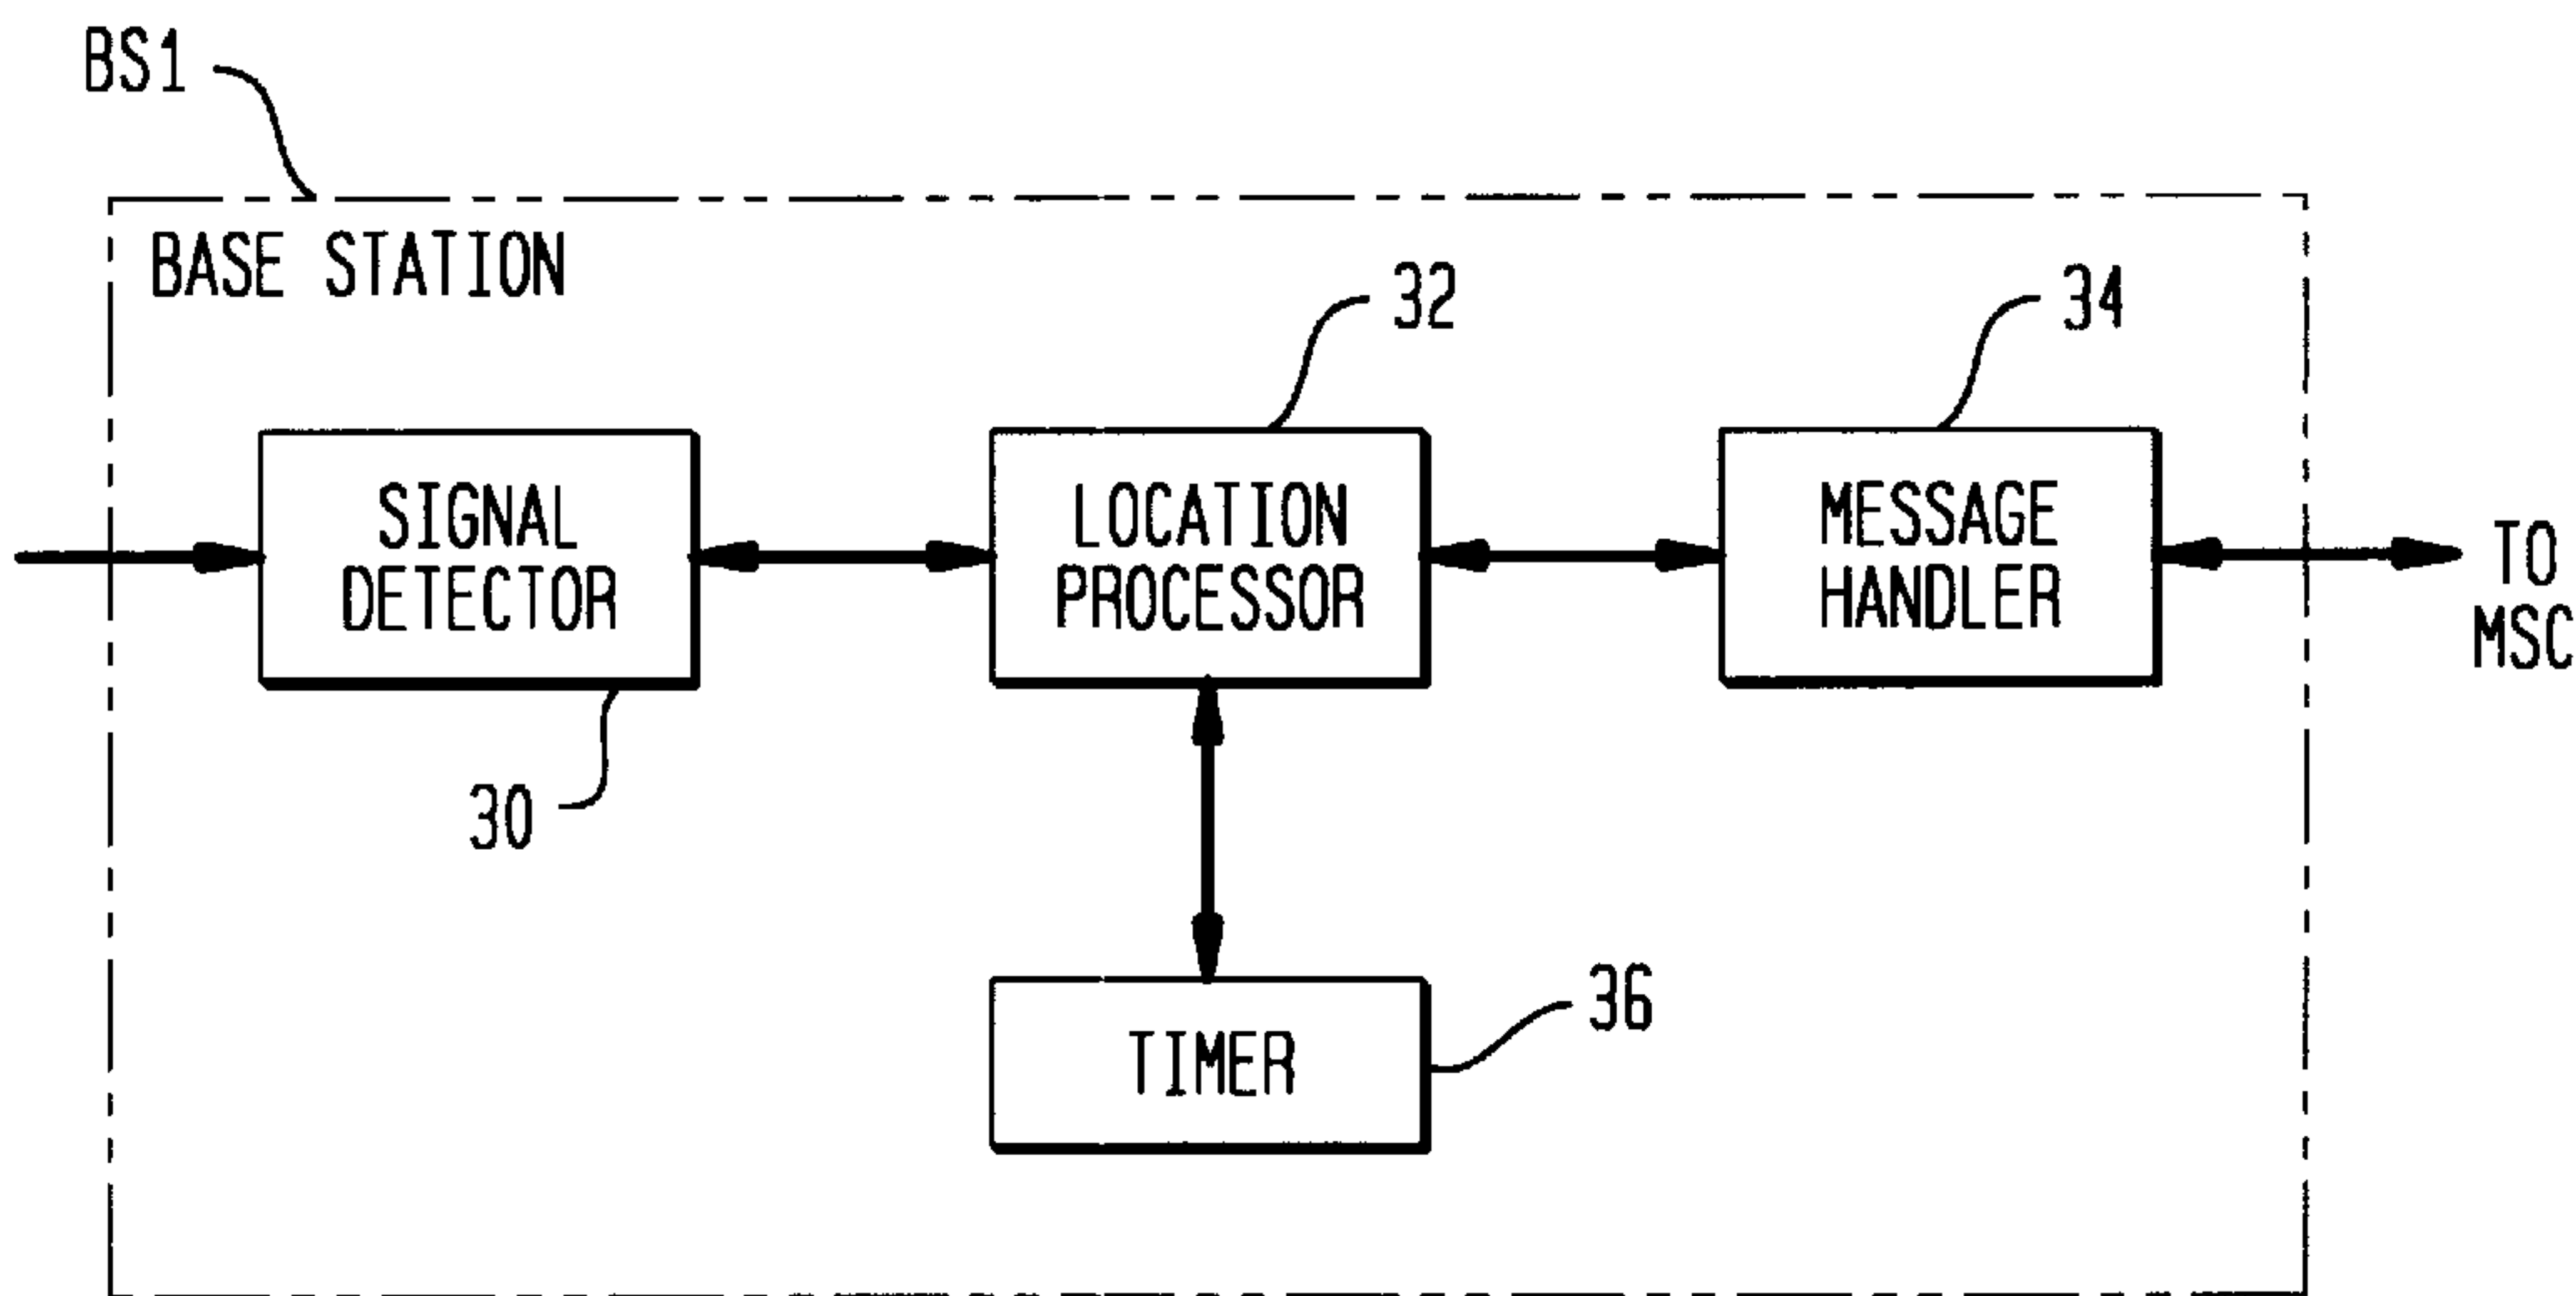 BS1
BASE STATION
32
34
SIGNAL
DETECTOR
LOCATION
PROCESSOR
MESSAGE
HANDLER
TO
MSC
30
36
TIMER